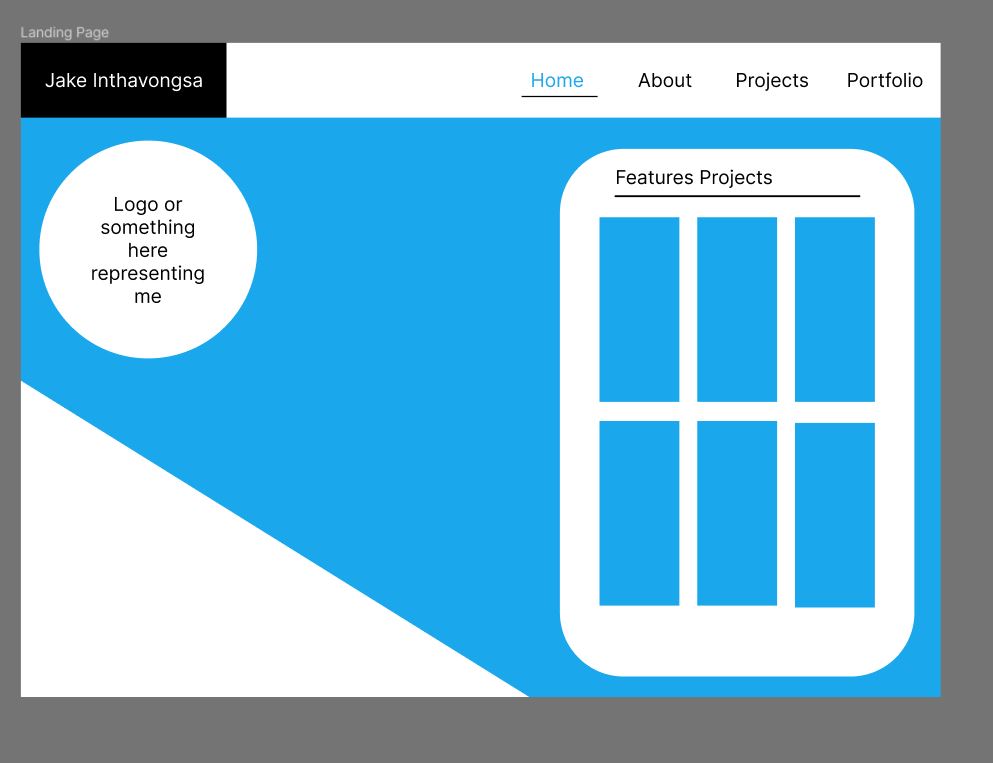 Landing Page
Jake Inthavongsa
Home
About
Projects
Portfolio
Logo or
something
here
representing
me
Features Projects